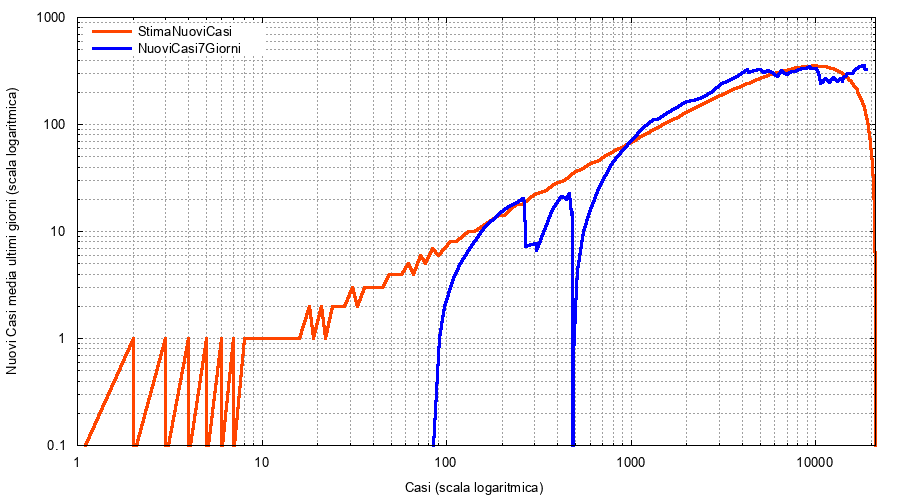 1000
100
10
1
0.1
StimaNuoviCasi
NuoviCasi7Giorni
Nuovi Casi media ultimi giorni (scala logaritmica)
1 10 100 1000 10000
Casi (scala logaritmica)